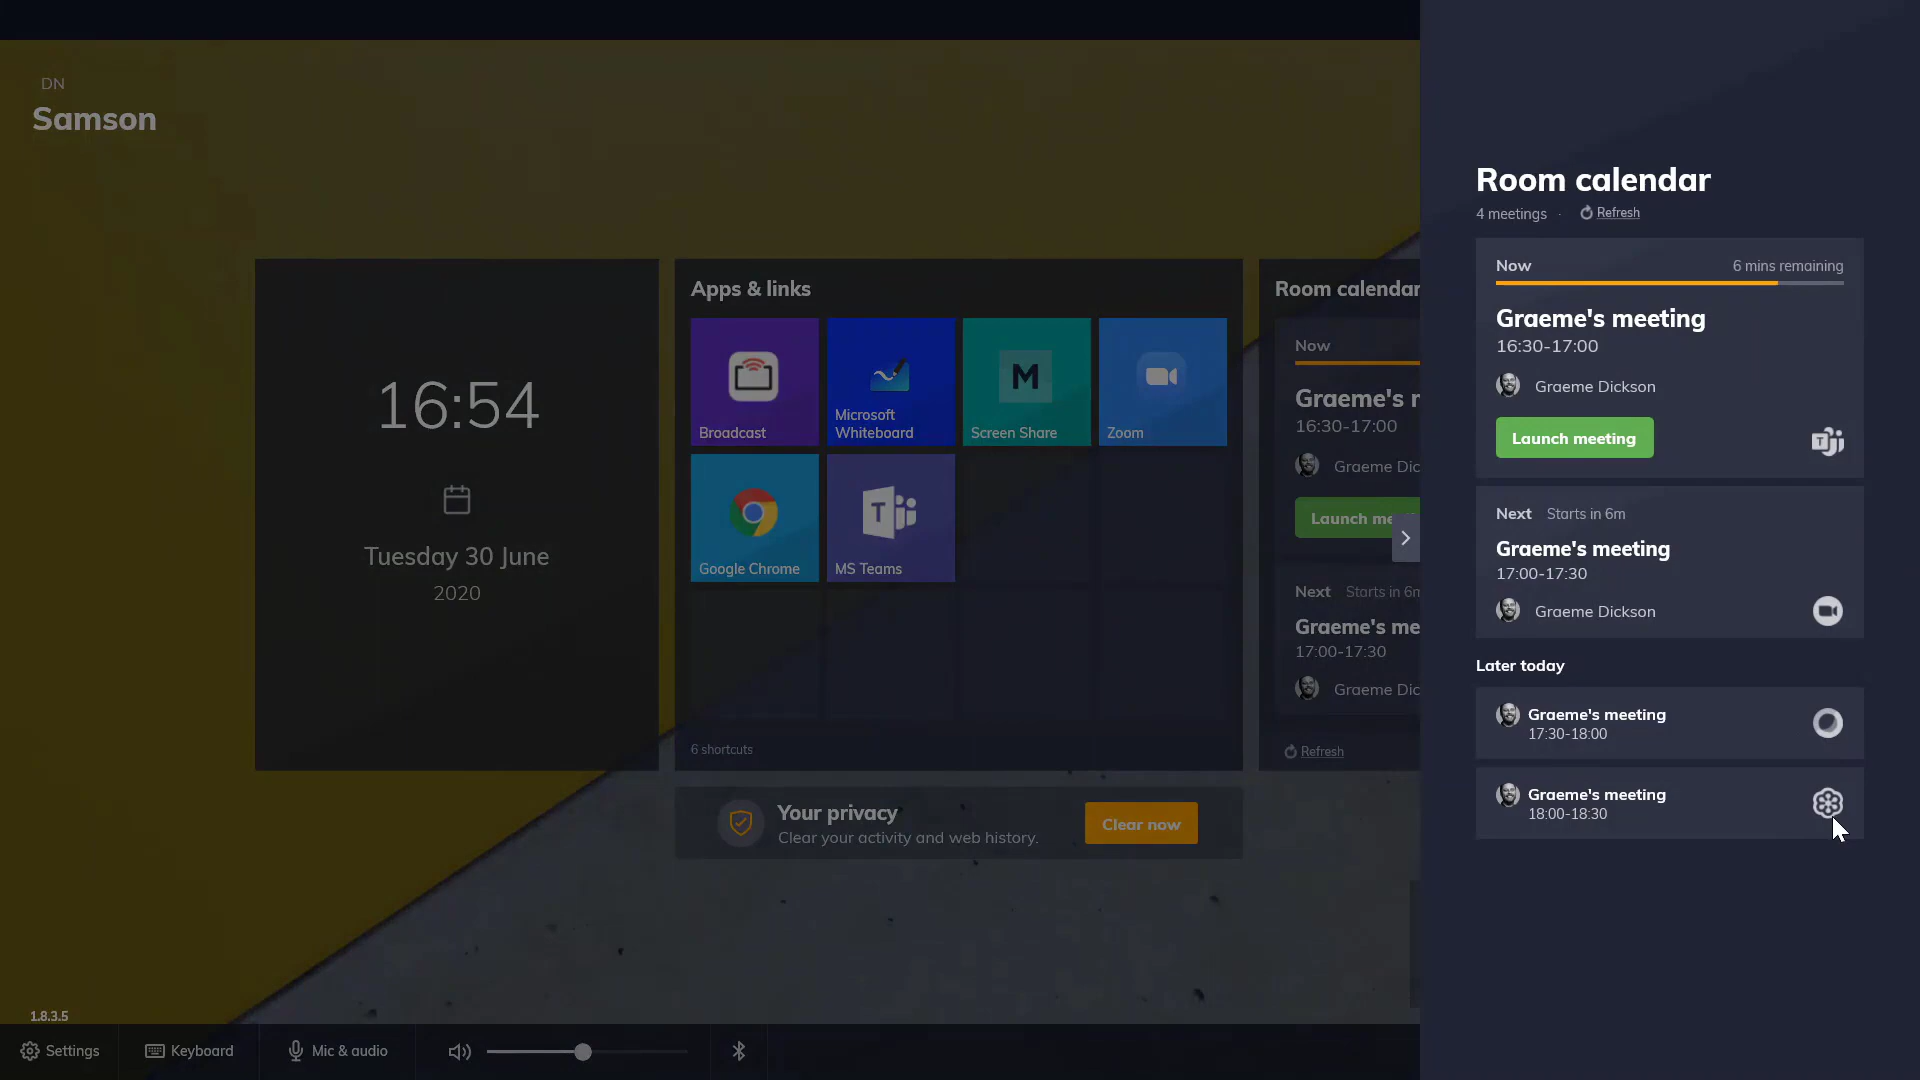 DN
Samson
16:54
Tuesday 30 June
2020
Apps & links
Broadcast
Microsoft
Whiteboard
M
Screen Share
Zoom
Google Chrome
T
MS Teams
6 shortcuts
Your privacy
Clear your activity and web history.
Clear now
Room calendar
Now
Graeme's
16:30-17:00
Graeme
Launch
Next Starts in 6m
Graeme's
17:00-17:30
Graeme
Refresh
Room calendar
4 meetings · Refresh
Now 6 mins remaining
Graeme's meeting
16:30-17:00
Graeme Dickson
Launch meeting
T
Next Starts in 6m
Graeme's meeting
17:00-17:30
Graeme Dickson
Later today
Graeme's meeting
17:30-18:00
Graeme's meeting
18:00-18:30
1.8.3.5
Settings Keyboard Mic & audio